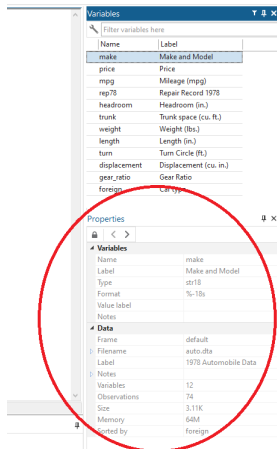 Variables
Filter variables here
Name Label
make Make and Model
price Price
mpg Mileage (mpg)
rep78 Repair Record 1978
headroom Headroom (in.)
trunk Trunk space (cu. ft.)
weight Weight (lbs.)
length Length (in.)
turn Turn Circle (ft.)
displacement Displacement (cu. in.)
gear_ratio Gear Ratio
foreign Car type
Properties
Variables
Name make
Label Make and Model
Type str18
Format %-18s
Value label
Notes
Data
Frame default
Filename auto.dta
Label 1978 Automobile Data
Notes
Variables 12
Observations 74
Size 3.11K
Memory 64M
Sorted by foreign